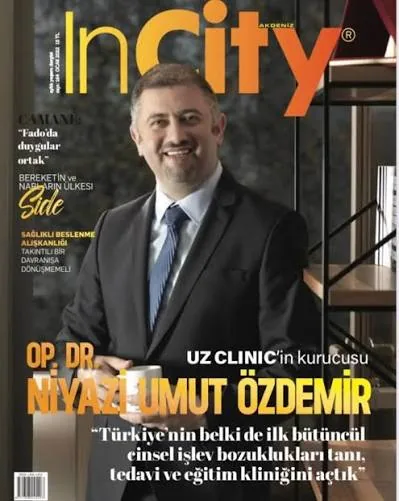 InCity®
AKDENİZ
CAMANÉ:
"Fado'da
duygular
ortak"
BEREKETİN ve
NARLARIN ÜLKESİ
Side
SAĞLIKLI BESLENME
ALIŞKANLIĞI
TAKINTILI BİR
DAVRANIŞA
DÖNÜŞMEMELİ
OP. DR.
UZ CLINIC'in kurucusu
NİYAZİ UMUT ÖZDEMİR
"Türkiye'nin belki de ilk bütüncül
cinsel işlev bozuklukları tanı,
tedavi ve eğitim kliniğini açtık"